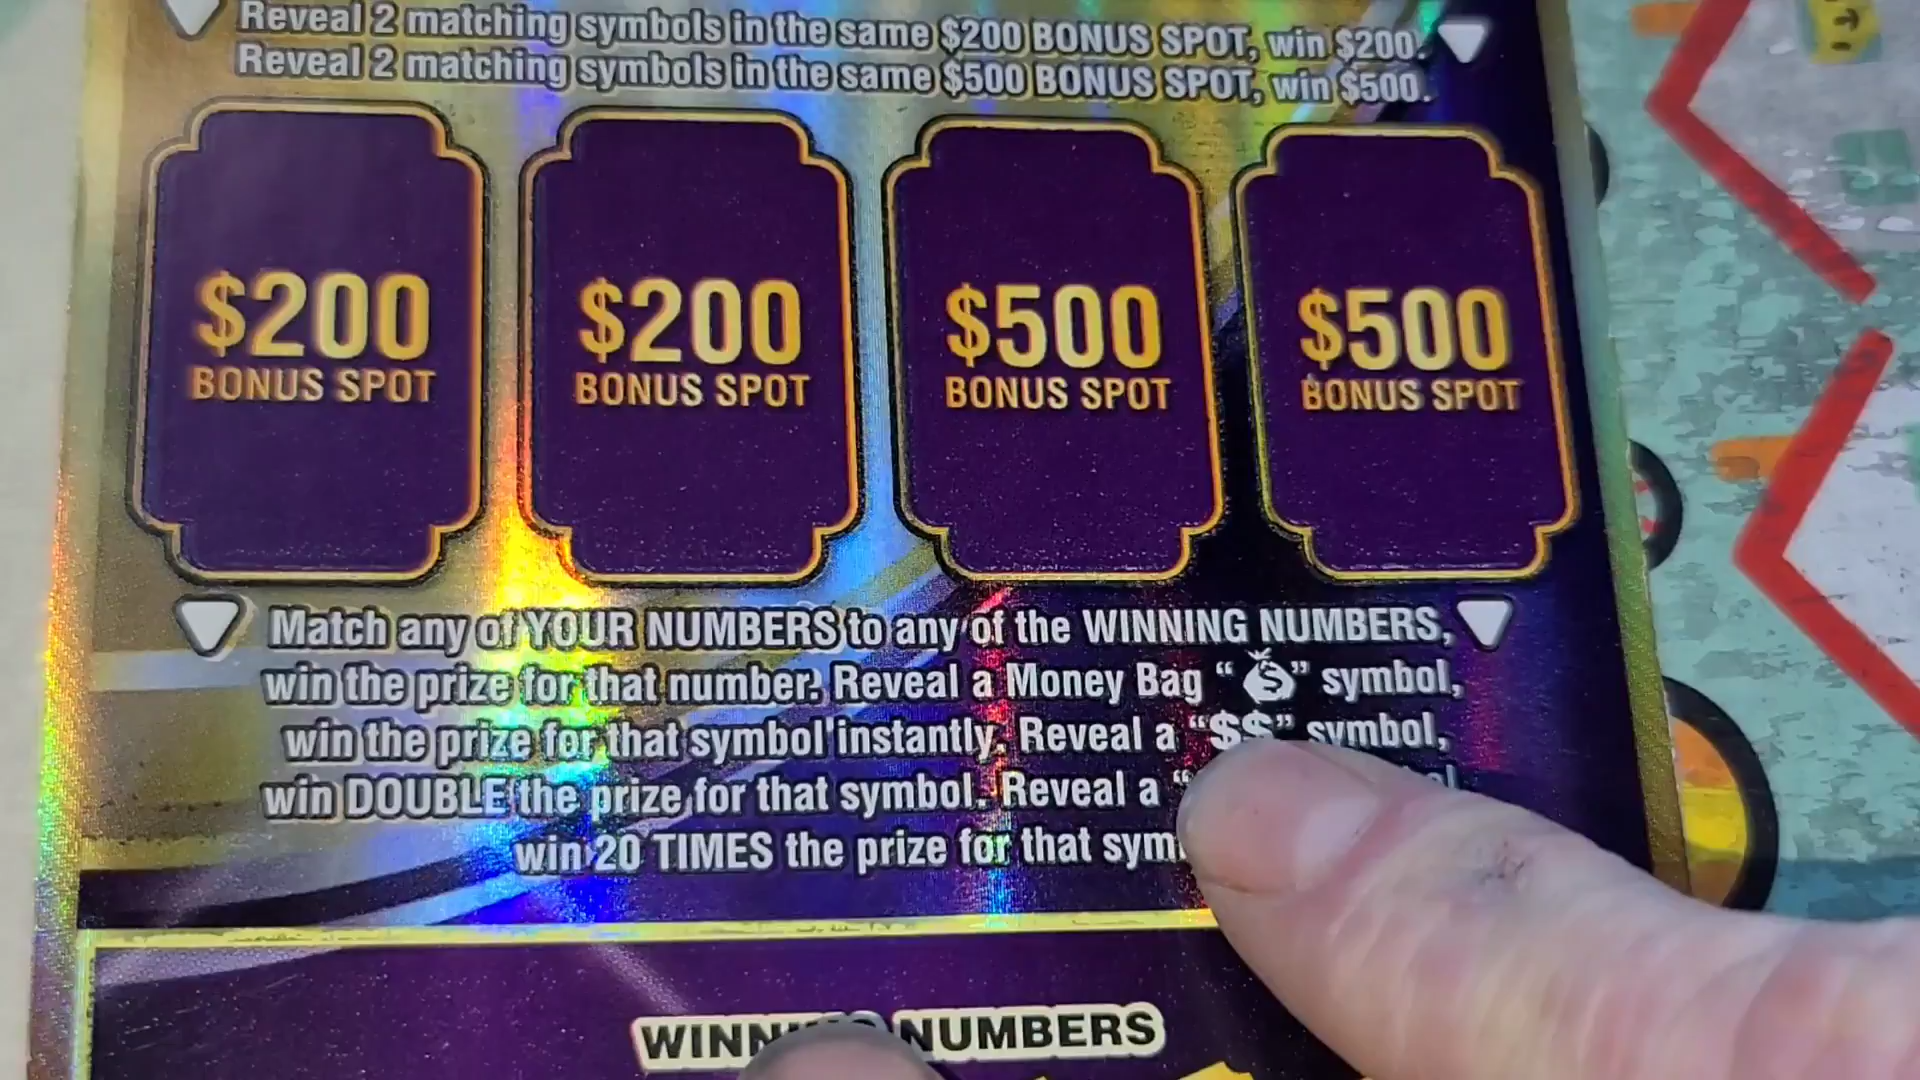 Reveal 2 matching symbols in the same $200 BONUS SPOT, win $200.
Reveal 2 matching symbols in the same $500 BONUS SPOT, win $500.
$200
BONUS SPOT
$200
BONUS SPOT
$500
BONUS SPOT
$500
BONUS SPOT
Match any of YOUR NUMBERS to any of the WINNING NUMBERS,
win the prize for that number. Reveal a Money Bag "$" symbol,
win the prize for that symbol instantly. Reveal a "$$" symbol,
win DOUBLE the prize for that symbol. Reveal a "
win 20 TIMES the prize for that
NUMBERS